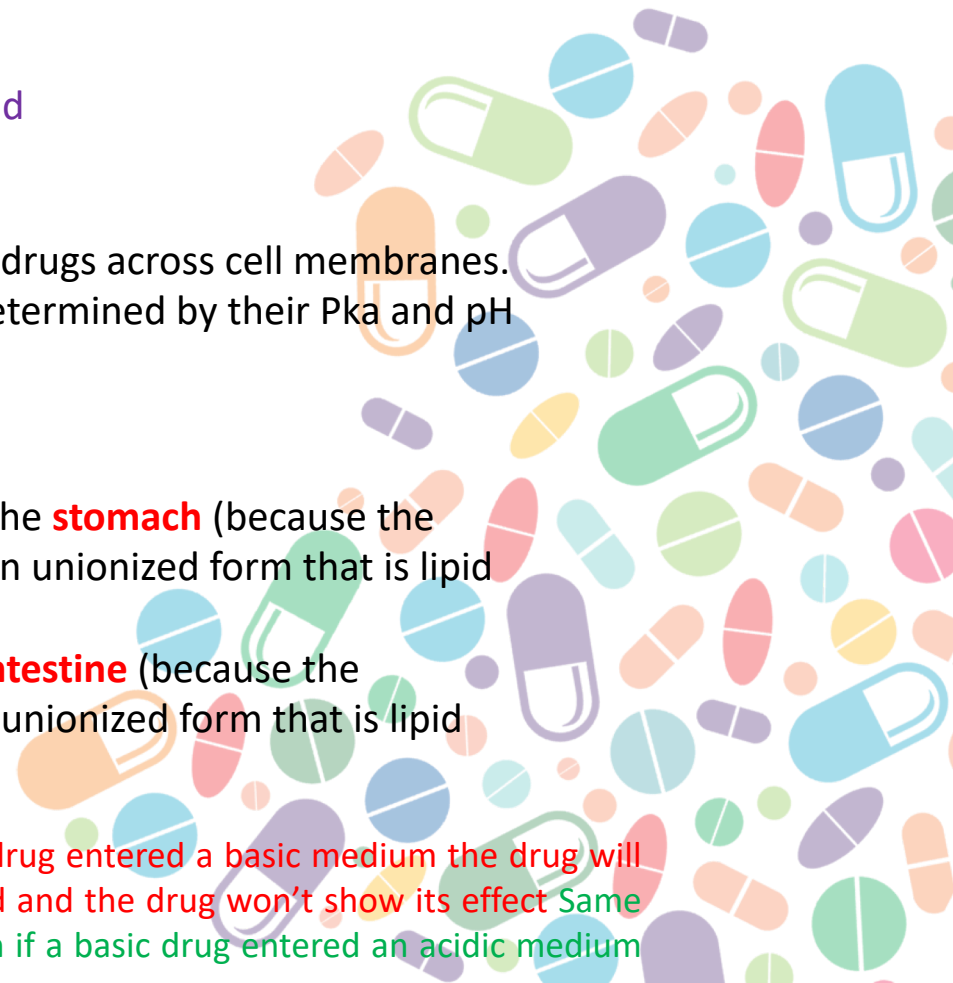 d
drugs across cell membranes.
etermined by their Pka and pH
he stomach (because the
n unionized form that is lipid
ntestine (because the
unionized form that is lipid
drug entered a basic medium the drug will
d and the drug won't show its effect Same
n if a basic drug entered an acidic medium